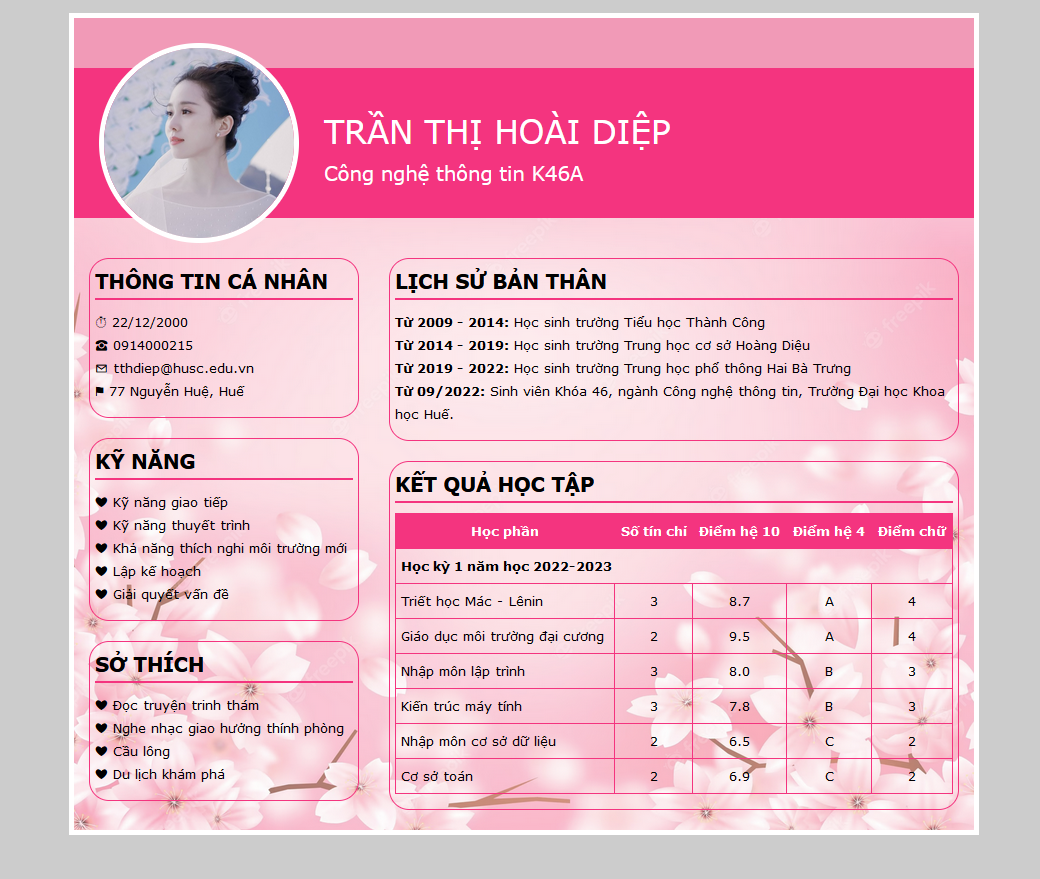 TRẦN THỊ HOÀI DIỆP
Công nghệ thông tin K46A
THÔNG TIN CÁ NHÂN
22/12/2000
0914000215
tthdiep@husc.edu.vn
77 Nguyễn Huệ, Huế
KỸ NĂNG
Kỹ năng giao tiếp
Kỹ năng thuyết trình
Khả năng thích nghi môi trường mới
Lập kế hoạch
Giải quyết vấn đề
SỞ THÍCH
Đọc truyện trinh thám
Nghe nhạc giao hưởng thính phòng
Cầu lông
Du lịch khám phá
LỊCH SỬ BẢN THÂN
Từ 2009 - 2014: Học sinh trường Tiểu học Thành Công
Từ 2014 - 2019: Học sinh trường Trung học cơ sở Hoàng Diệu
Từ 2019 - 2022: Học sinh trường Trung học phổ thông Hai Bà Trưng
Từ 09/2022: Sinh viên Khóa 46, ngành Công nghệ thông tin, Trường Đại học Khoa
học Huế.
KẾT QUẢ HỌC TẬP
Học phần Số tín chỉ Điểm hệ 10 Điểm hệ 4 Điểm chữ
Học kỳ 1 năm học 2022-2023
Triết học Mác - Lênin 3 8.7 A 4
Giáo dục môi trường đại cương 2 9.5 A 4
Nhập môn lập trình 3 8.0 B 3
Kiến trúc máy tính 3 7.8 B 3
Nhập môn cơ sở dữ liệu 2 6.5 C 2
Cơ sở toán 2 6.9 C 2
freepik